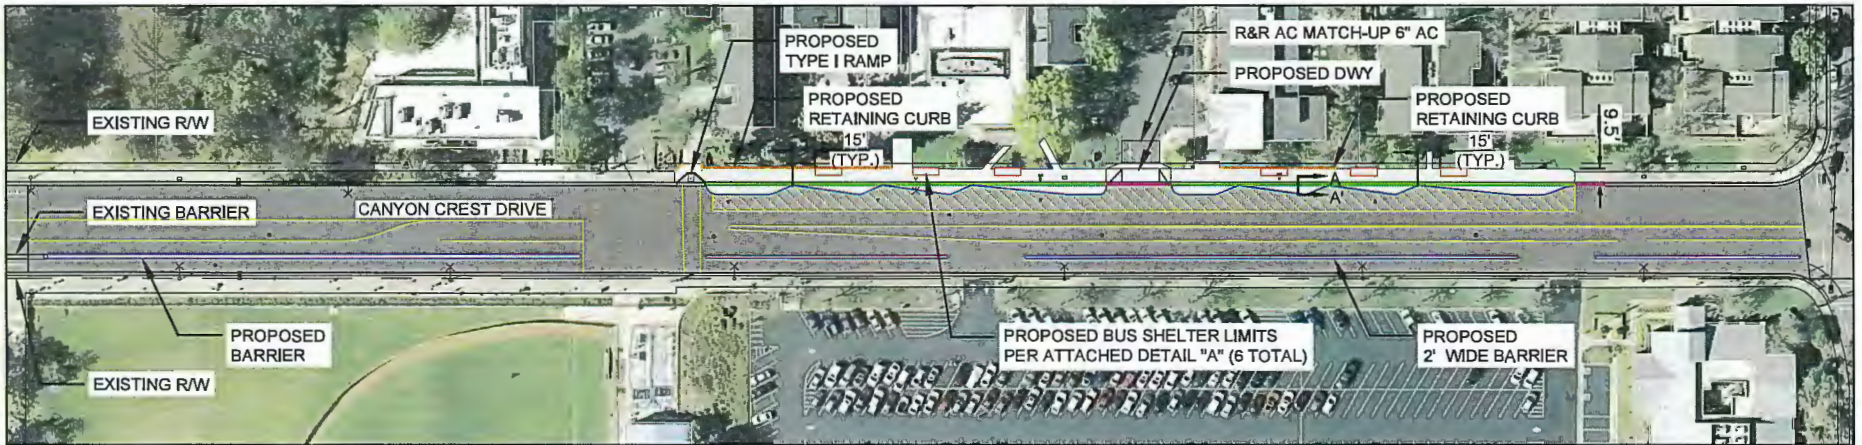 PROPOSED
TYPE I RAMP
R&R AC MATCH-UP 6" AC
PROPOSED DWY
PROPOSED
RETAINING CURB
15'
(TYP.)
PROPOSED
RETAINING CURB
15'
(TYP.)
9.5'
EXISTING R/W
A
A'
EXISTING BARRIER
CANYON CREST DRIVE
PROPOSED
BARRIER
PROPOSED BUS SHELTER LIMITS
PER ATTACHED DETAIL "A" (6 TOTAL)
PROPOSED
2' WIDE BARRIER
EXISTING R/W